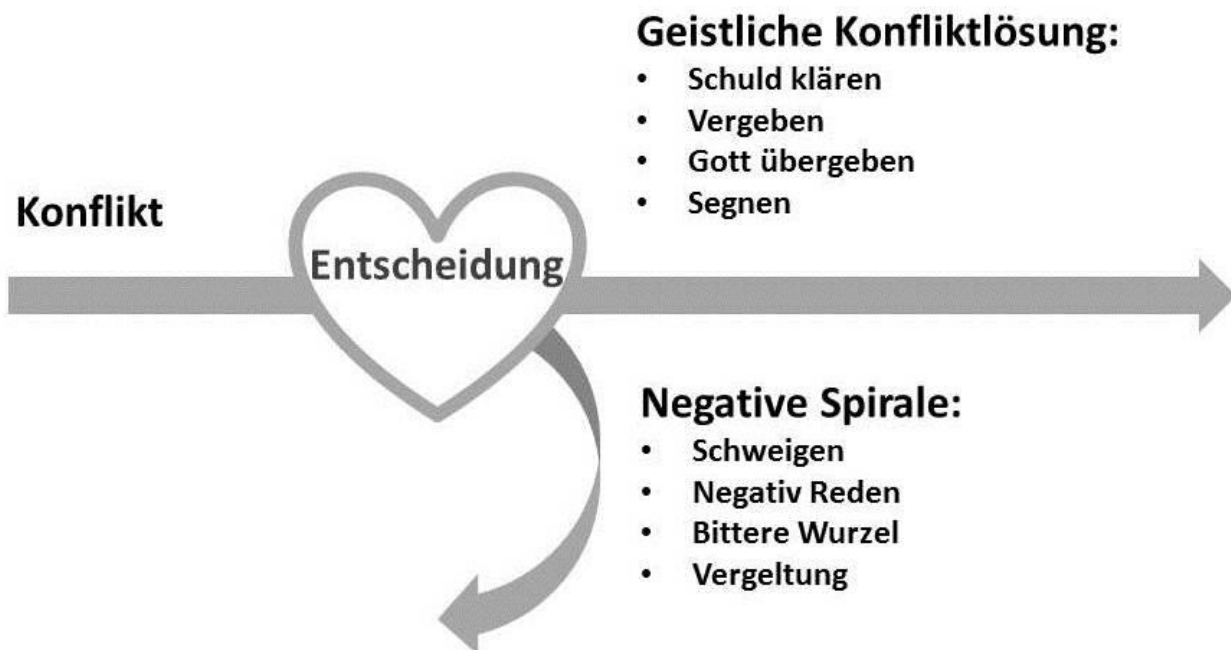 Geistliche Konfliktlösung:
• Schuld klären
• Vergeben
• Gott übergeben
• Segnen
Konflikt
Entscheidung
Negative Spirale:
• Schweigen
• Negativ Reden
• Bittere Wurzel
• Vergeltung